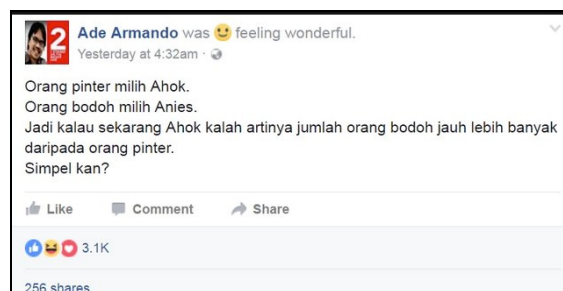 2
Ade Armando was feeling wonderful.
Yesterday at 4:32am ·
Orang pinter milih Ahok.
Orang bodoh milih Anies.
Jadi kalau sekarang Ahok kalah artinya jumlah orang bodoh jauh lebih banyak
daripada orang pinter.
Simpel kan?
Like Comment Share
3.1K
256 shares